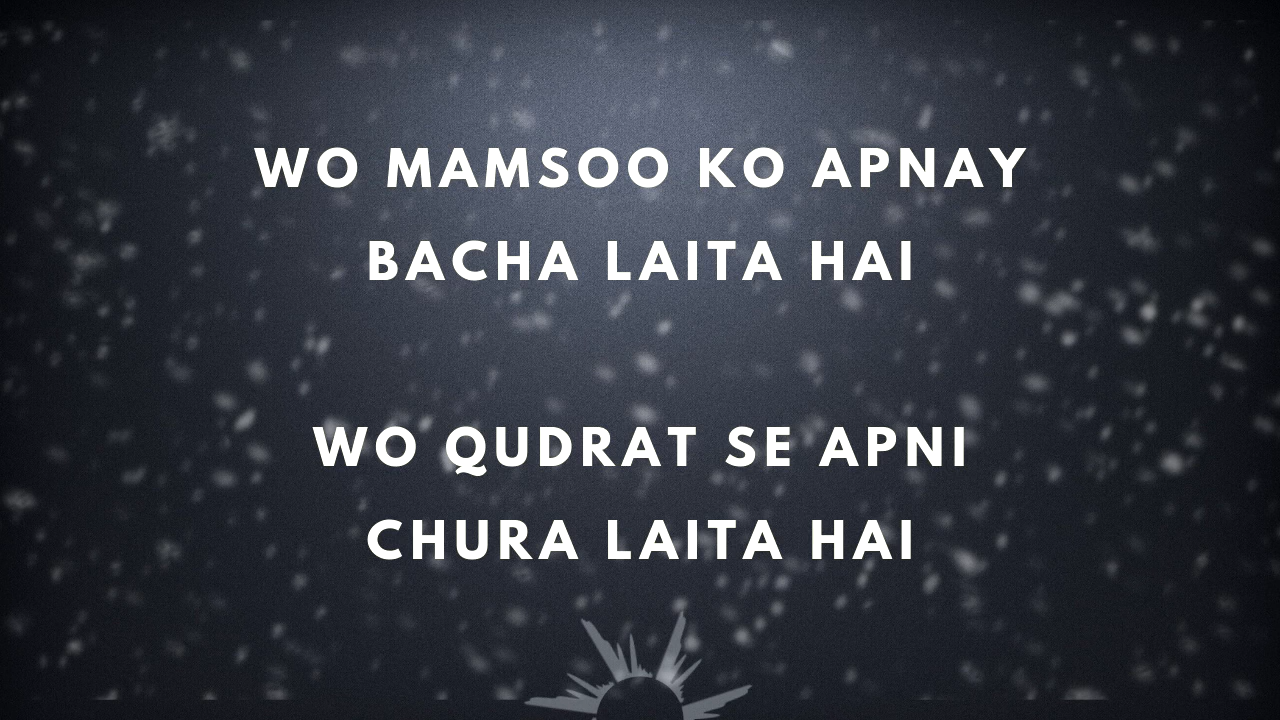 WO MAMSOO KO APNAY
BACHA LAITA HAI
WO QUDRAT SE APNI
CHURA LAITA HAI